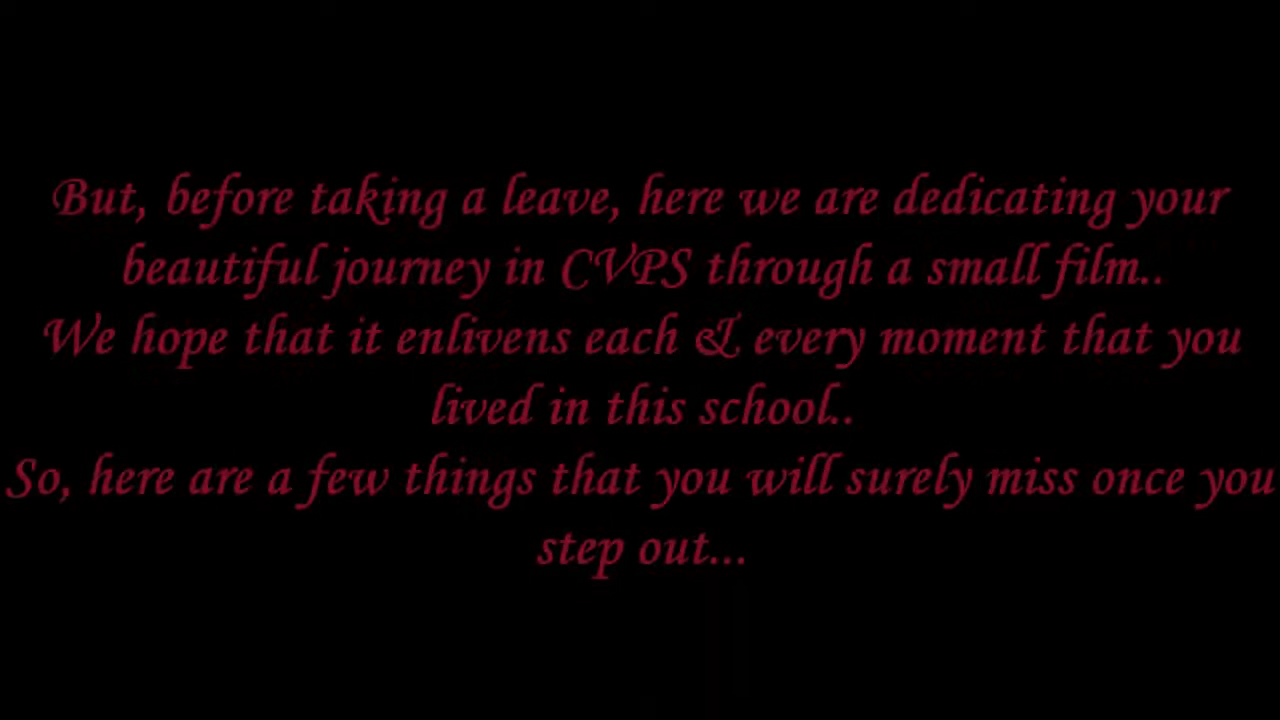 But, before taking a leave, here we are dedicating your
beautiful journey in CVPS through a small film..
We hope that it enlivens each & every moment that you
lived in this school..
So, here are a few things that you will surely miss once you
step out...